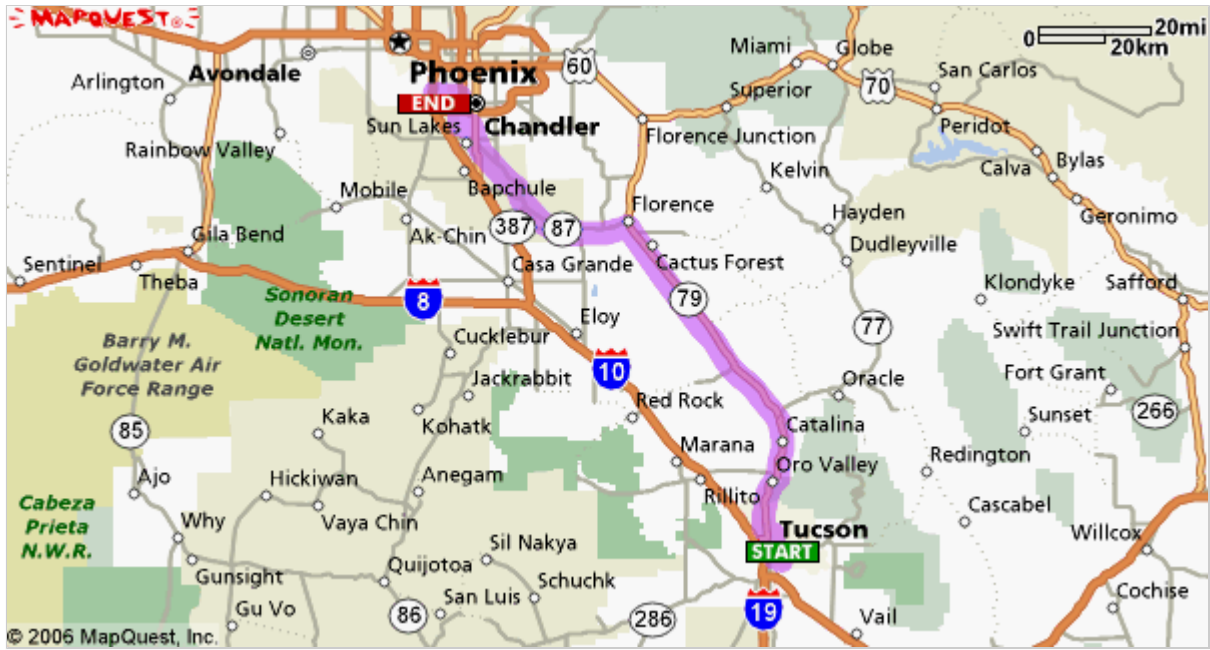 MAPQUEST®
20mi
0
20km
Miami
Globe
60
Avondale
Phoenix
Arlington
San Carlos
70
Superior
END
Peridot
Sun Lakes
Chandler
Florence Junction
Rainbow Valley
Bylas
Calva
Kelvin
Mobile
Bapchule
Florence
Geronimo
Hayden
387
87
Gila Bend
Ak-Chin
Dudleyville
Sentinel
Casa Grande
Cactus Forest
Theba
Klondyke
Safford
Sonoran
Desert
Natl. Mon.
8
79
Eloy
77
Swift Trail Junction
Cucklebur
Barry M.
Goldwater Air
Force Range
10
Jackrabbit
Oracle
Fort Grant
Red Rock
Kaka
Sunset
266
Kohatk
Catalina
85
Marana
Redington
Oro Valley
Ajo
Hickiwan
Anegam
Rillito
Cabeza
Prieta
N.W.R.
Cascabel
Why
Vaya Chin
Tucson
Willcox
Sil Nakya
START
Gunsight
Quijotoa
Schuchk
Cochise
Gu Vo
86
San Luis
286
19
Vail
© 2006 MapQuest, Inc.